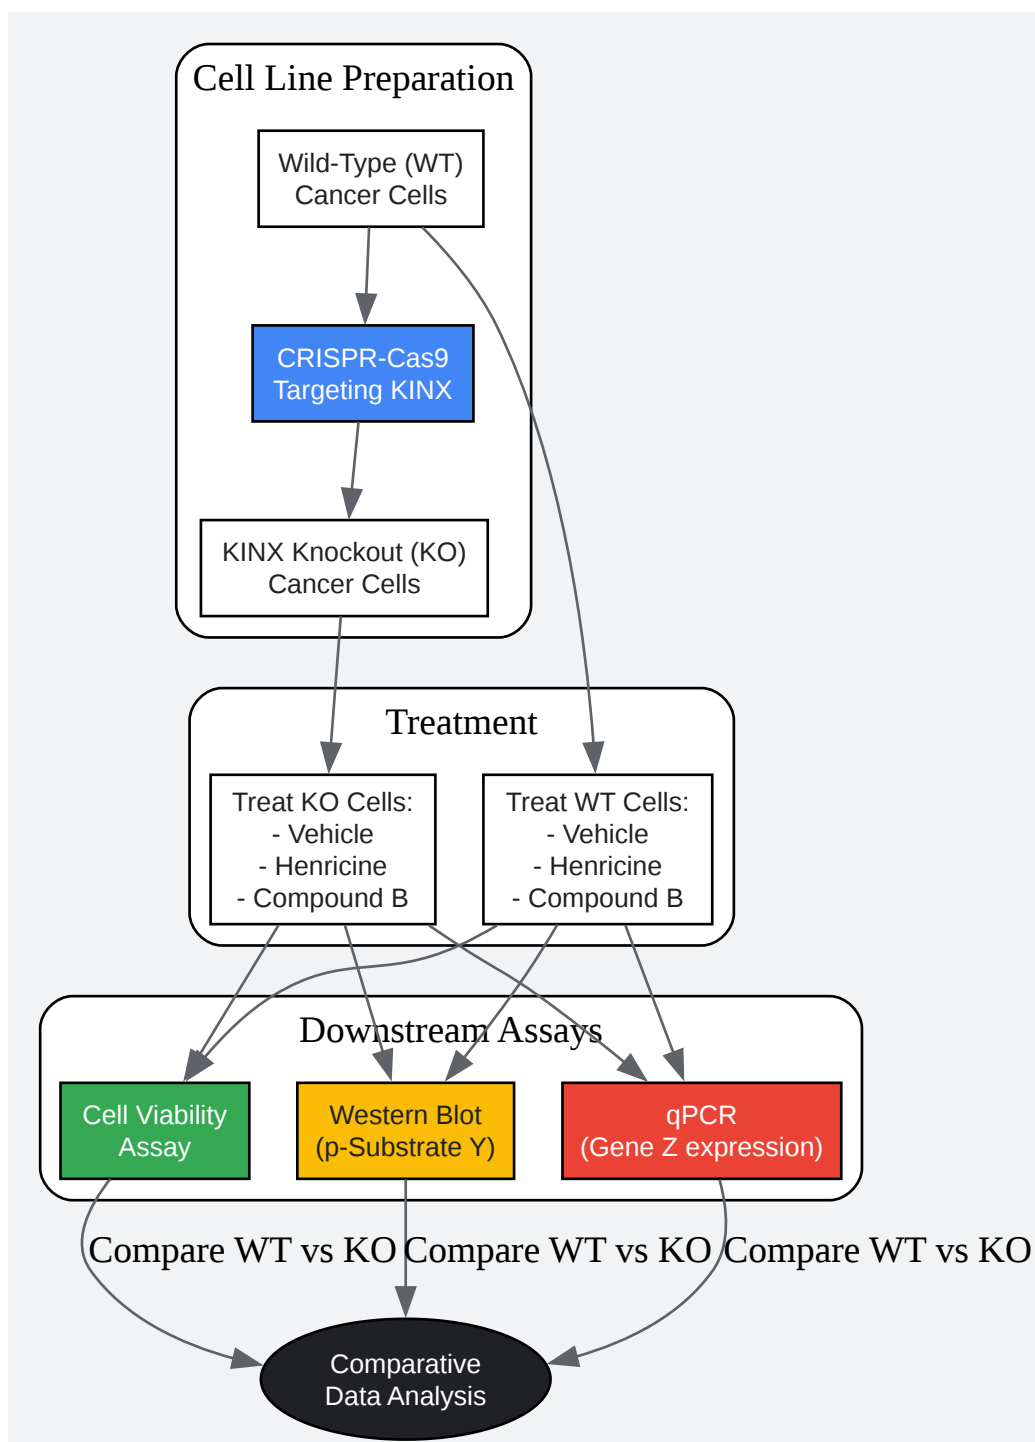 Cell Line Preparation
Wild-Type (WT)
Cancer Cells
CRISPR-Cas9
Targeting KINX
KINX Knockout (KO)
Cancer Cells
Treatment
Treat KO Cells:
- Vehicle
- Henricine
- Compound B
Treat WT Cells:
- Vehicle
- Henricine
- Compound B
Downstream Assays
Cell Viability
Assay
Western Blot
(p-Substrate Y)
qPCR
(Gene Z expression)
Compare WT vs KO
Compare WT vs KO
Compare WT vs KO
Comparative
Data Analysis